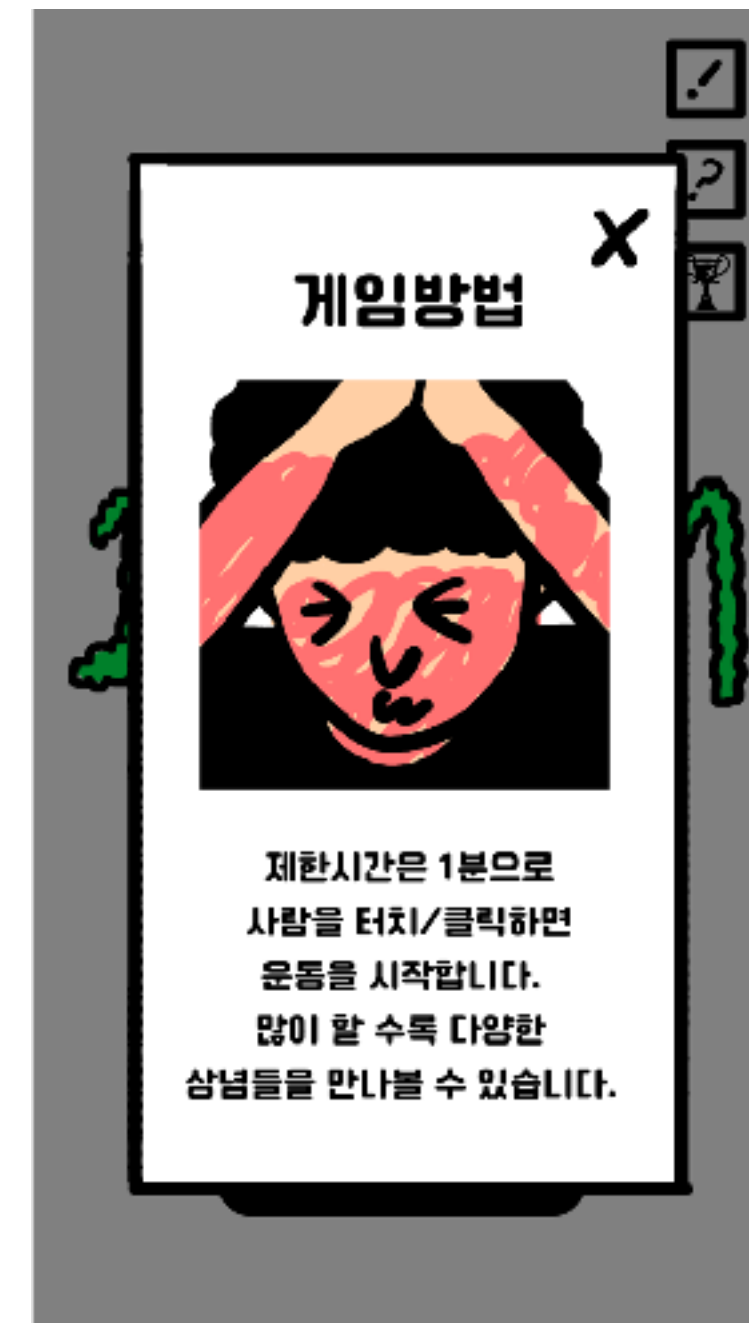 !
?
X
게임방법
제한시간은 1분으로
사람을 터치/클릭하면
운동을 시작합니다.
많이 할 수록 다양한
상념들을 만나볼 수 있습니다.